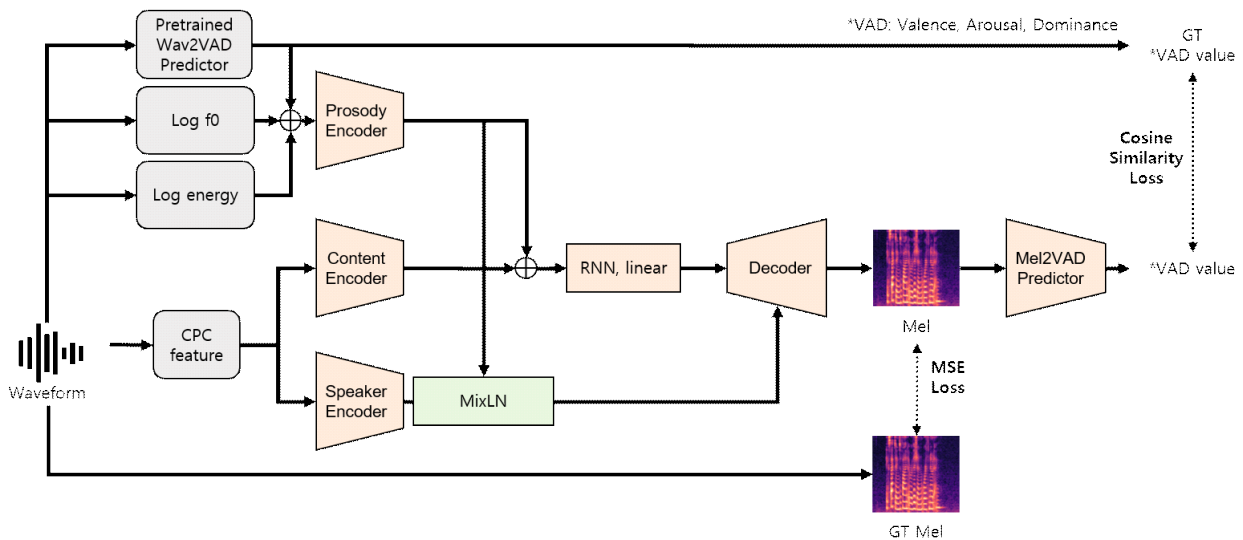 Pretrained
Wav2VAD
Predictor
*VAD: Valence, Arousal, Dominance
GT
*VAD value
Log f0
Prosody
Encoder
Log energy
Cosine
Similarity
Loss
Content
Encoder
RNN, linear
Decoder
Mel2VAD
Predictor
*VAD value
Mel
CPC
feature
Waveform
Speaker
Encoder
MixLN
MSE
Loss
GT Mel